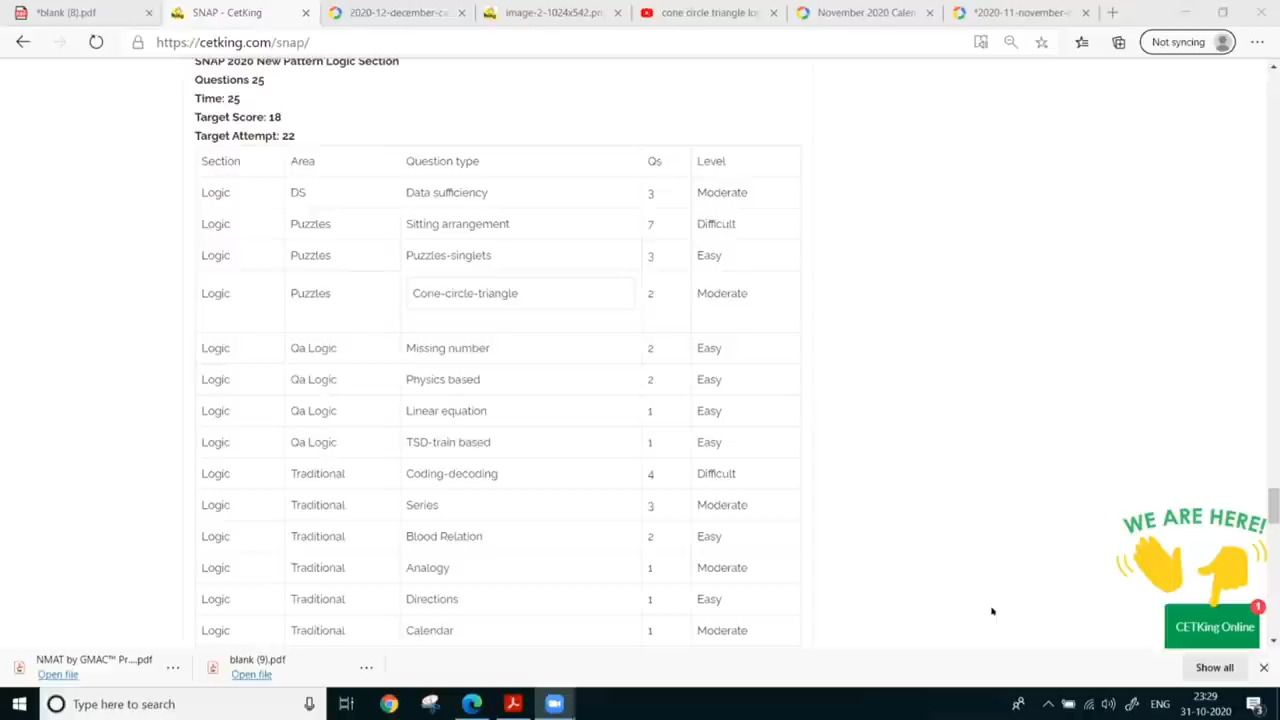 *blank (8).pdf
SNAP - CetKing
2020-12-december-ca
image-2-1024x542.pn
cone circle triangle lo
November 2020 Calen
*2020-11-november-c
https://cetking.com/snap/
Not syncing
SNAP 2020 New Pattern Logic Section
Questions 25
Time: 25
Target Score: 18
Target Attempt: 22
Section Area Question type Qs Level
Logic DS Data sufficiency 3 Moderate
Logic Puzzles Sitting arrangement 7 Difficult
Logic Puzzles Puzzles-singlets 3 Easy
Logic Puzzles Cone-circle-triangle 2 Moderate
Logic Qa Logic Missing number 2 Easy
Logic Qa Logic Physics based 2 Easy
Logic Qa Logic Linear equation 1 Easy
Logic Qa Logic TSD-train based 1 Easy
Logic Traditional Coding-decoding 4 Difficult
Logic Traditional Series 3 Moderate
Logic Traditional Blood Relation 2 Easy
Logic Traditional Analogy 1 Moderate
Logic Traditional Directions 1 Easy
Logic Traditional Calendar 1 Moderate
WE ARE HERE!
1
CETKing Online
NMAT by GMAC™ Pr....pdf
Open file
blank (9).pdf
Open file
Show all
Type here to search
ENG
23:29
31-10-2020
3